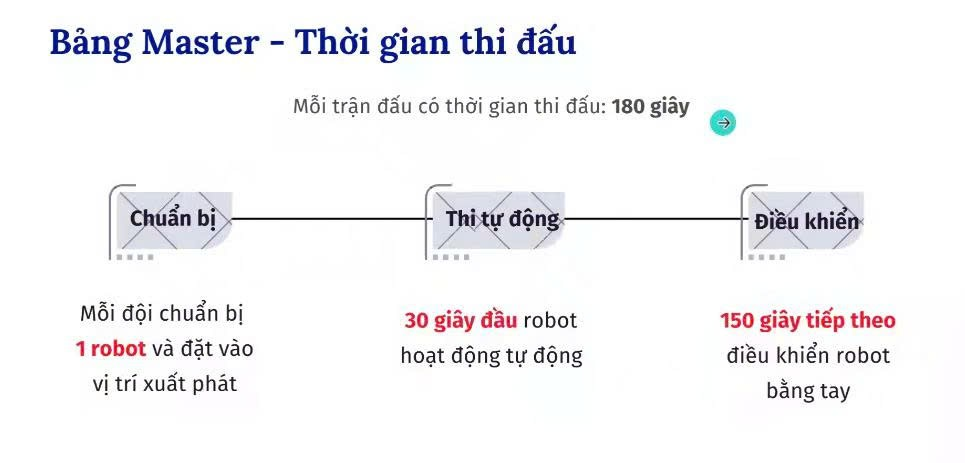 Bảng Master - Thời gian thi đấu
Mỗi trận đấu có thời gian thi đấu: 180 giây
Chuẩn bị
Thi tự động
Điều khiển
Mỗi đội chuẩn bị
1 robot và đặt vào
vị trí xuất phát
30 giây đầu robot
hoạt động tự động
150 giây tiếp theo
điều khiển robot
bằng tay